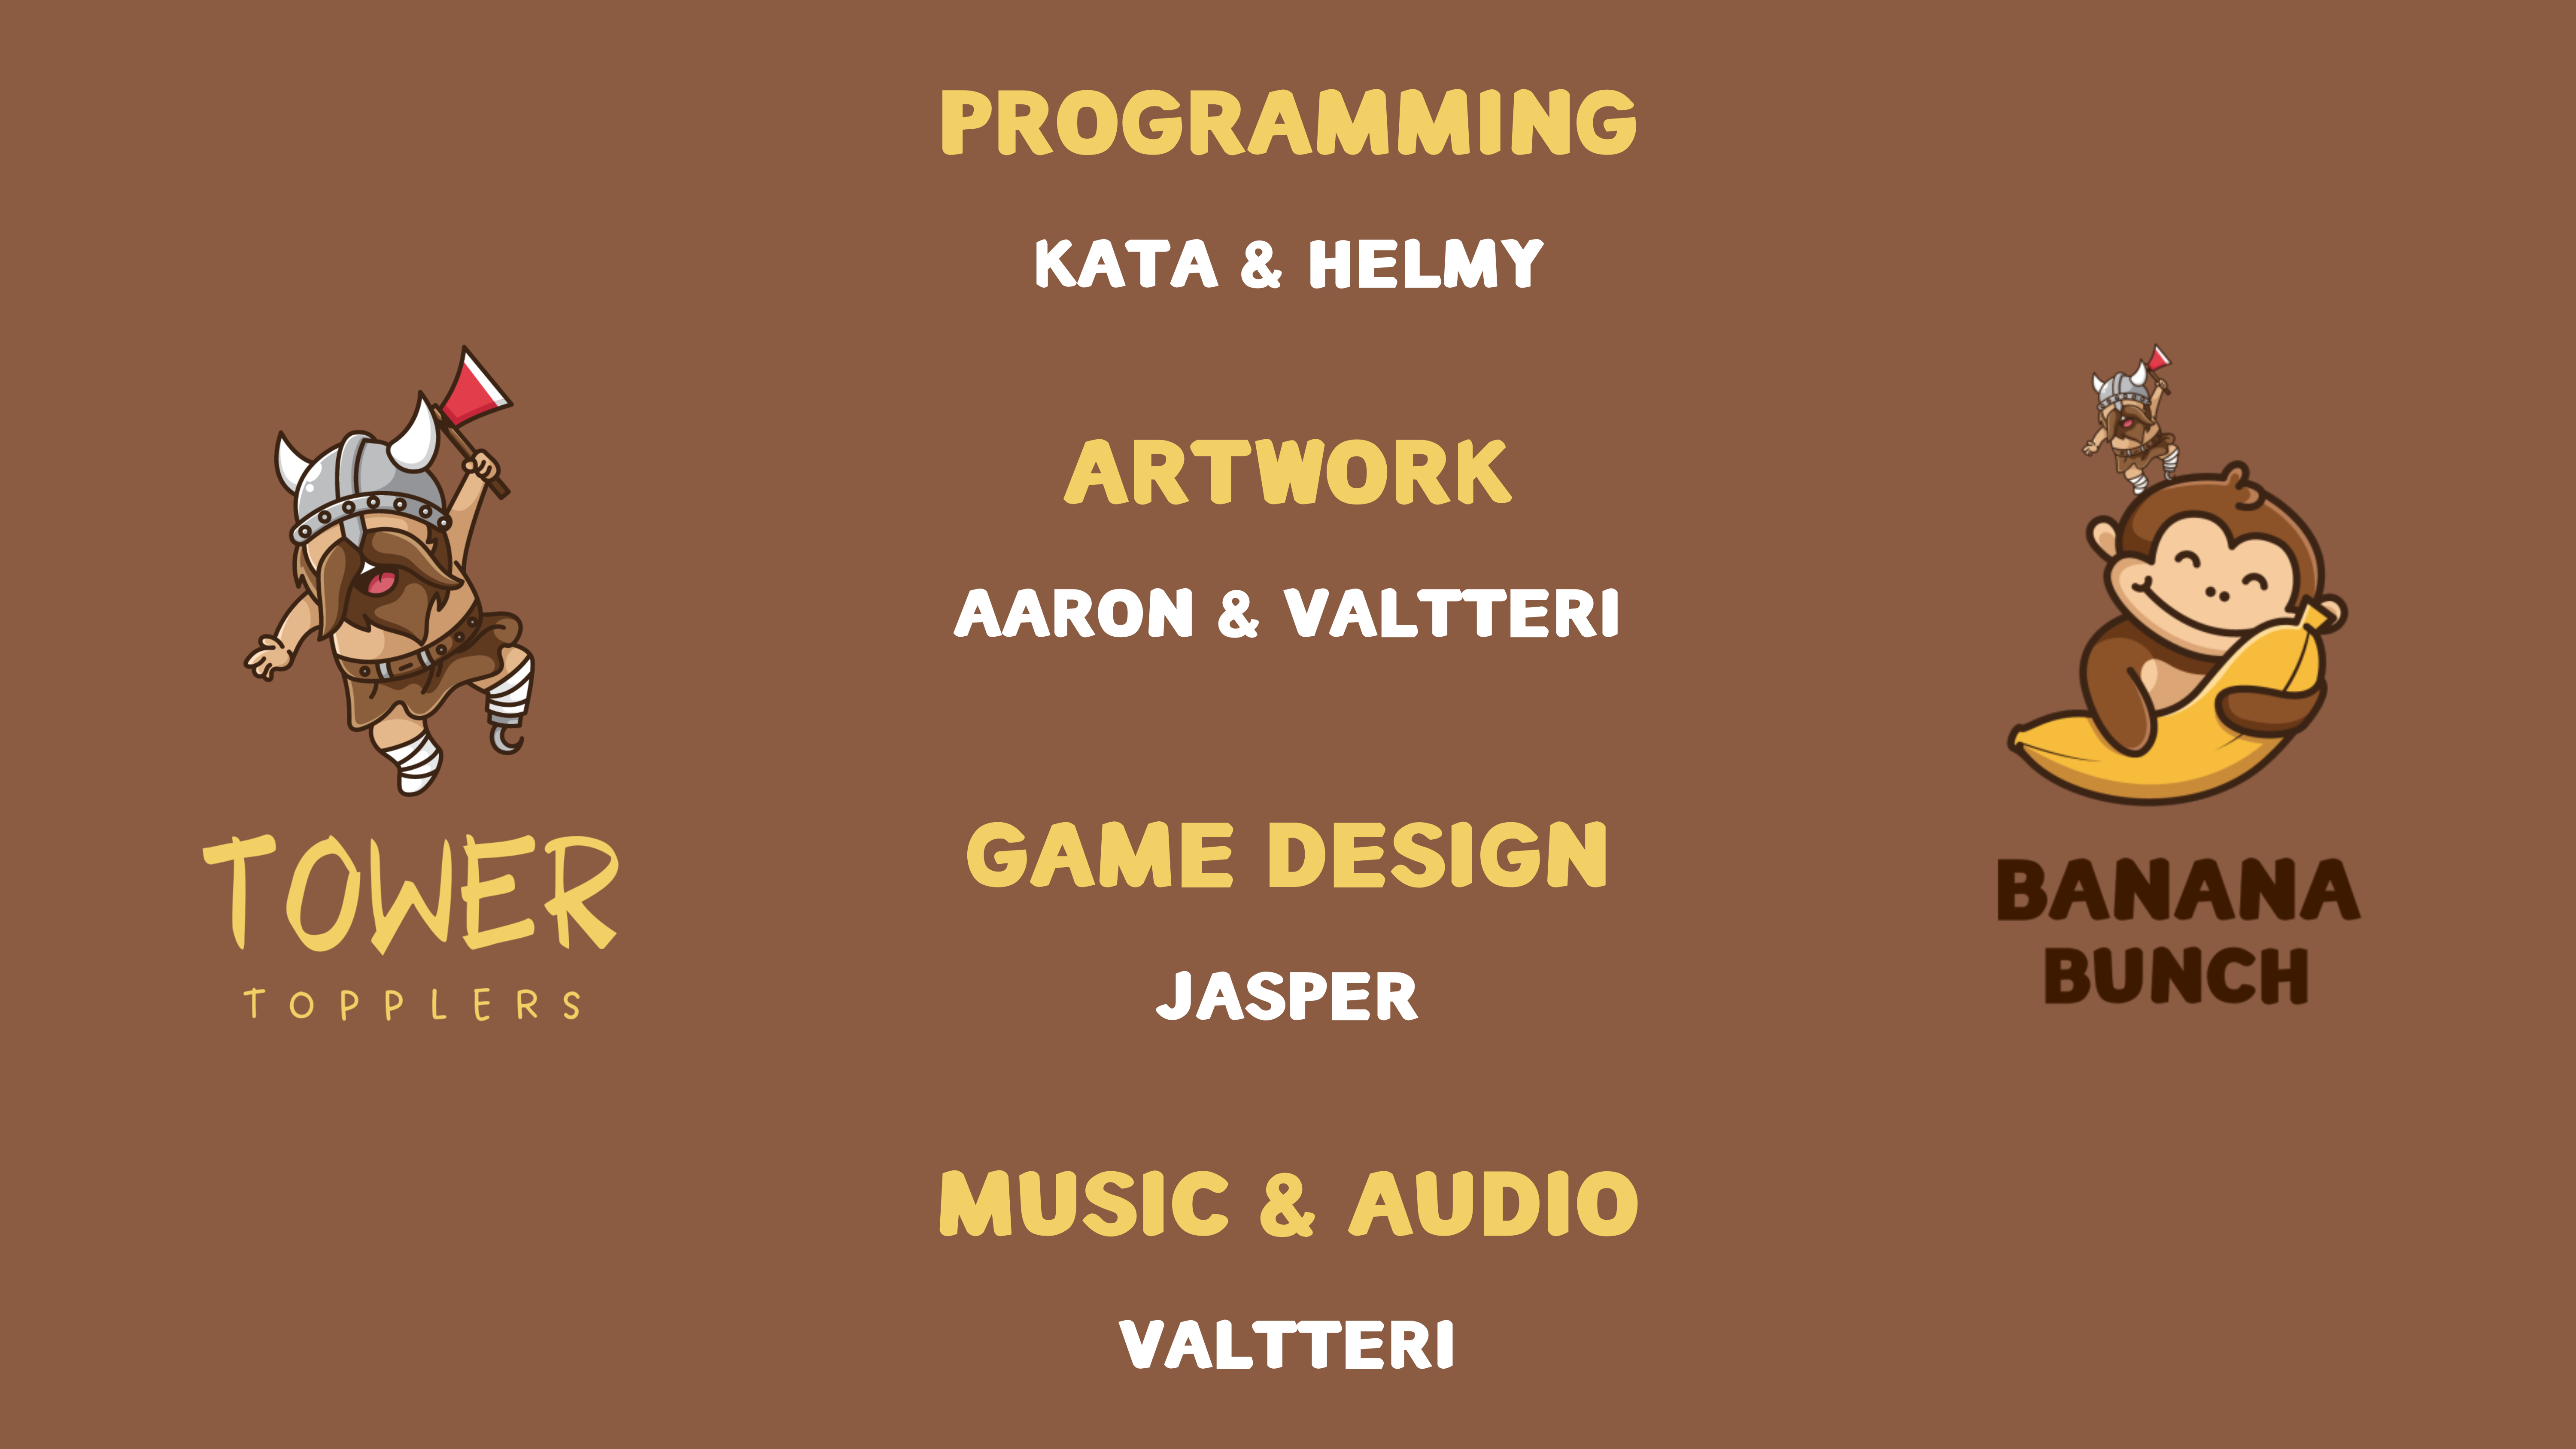 PROGRAMMING
KATA & HELMY
ARTWORK
AARON & VALTTERI
GAME DESIGN
JASPER
MUSIC & AUDIO
VALTTERI
TOWER
TOPPLERS
BANANA
BUNCH